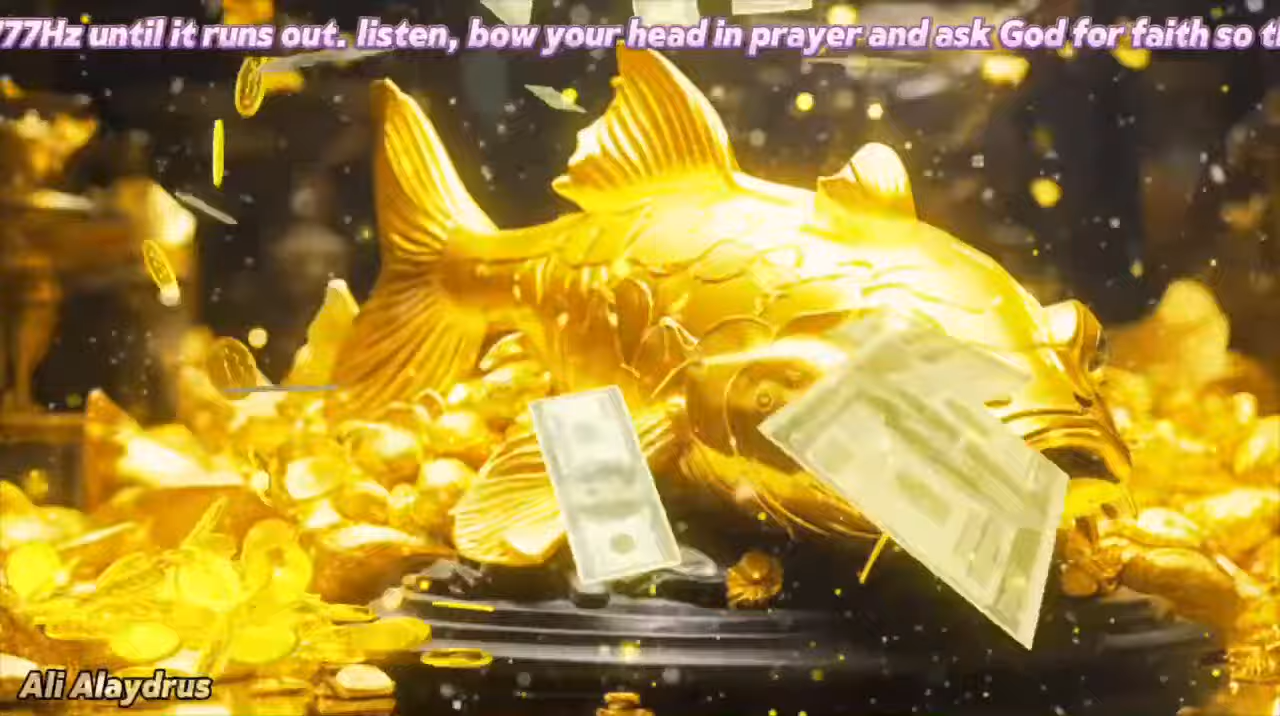 77Hz until it runs out. listen, bow your head in prayer and ask God for faith so
Ali Alaydrus